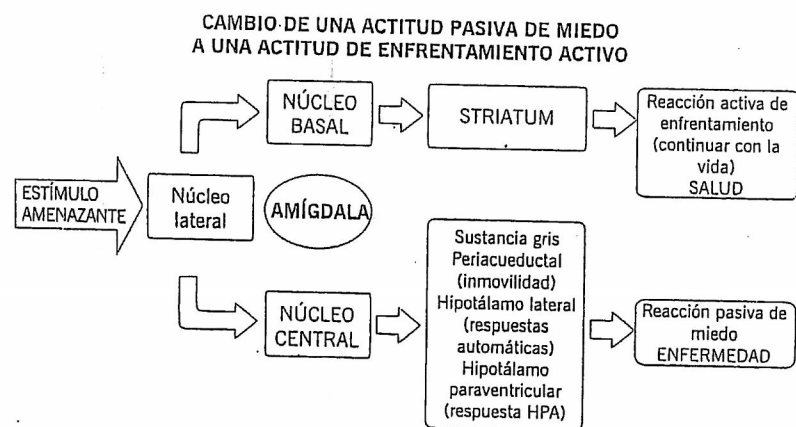 CAMBIO DE UNA ACTITUD PASIVA DE MIEDO
A UNA ACTITUD DE ENFRENTAMIENTO ACTIVO
ESTÍMULO
AMENAZANTE
Núcleo
lateral
AMÍGDALA
NÚCLEO
BASAL
STRIATUM
Reacción activa de
enfrentamiento
(continuar con la
vida)
SALUD
NÚCLEO
CENTRAL
Sustancia gris
Periacueductal
(inmovilidad)
Hipotálamo lateral
(respuestas
automáticas)
Hipotálamo
paraventricular
(respuesta HPA)
Reacción pasiva de
miedo
ENFERMEDAD